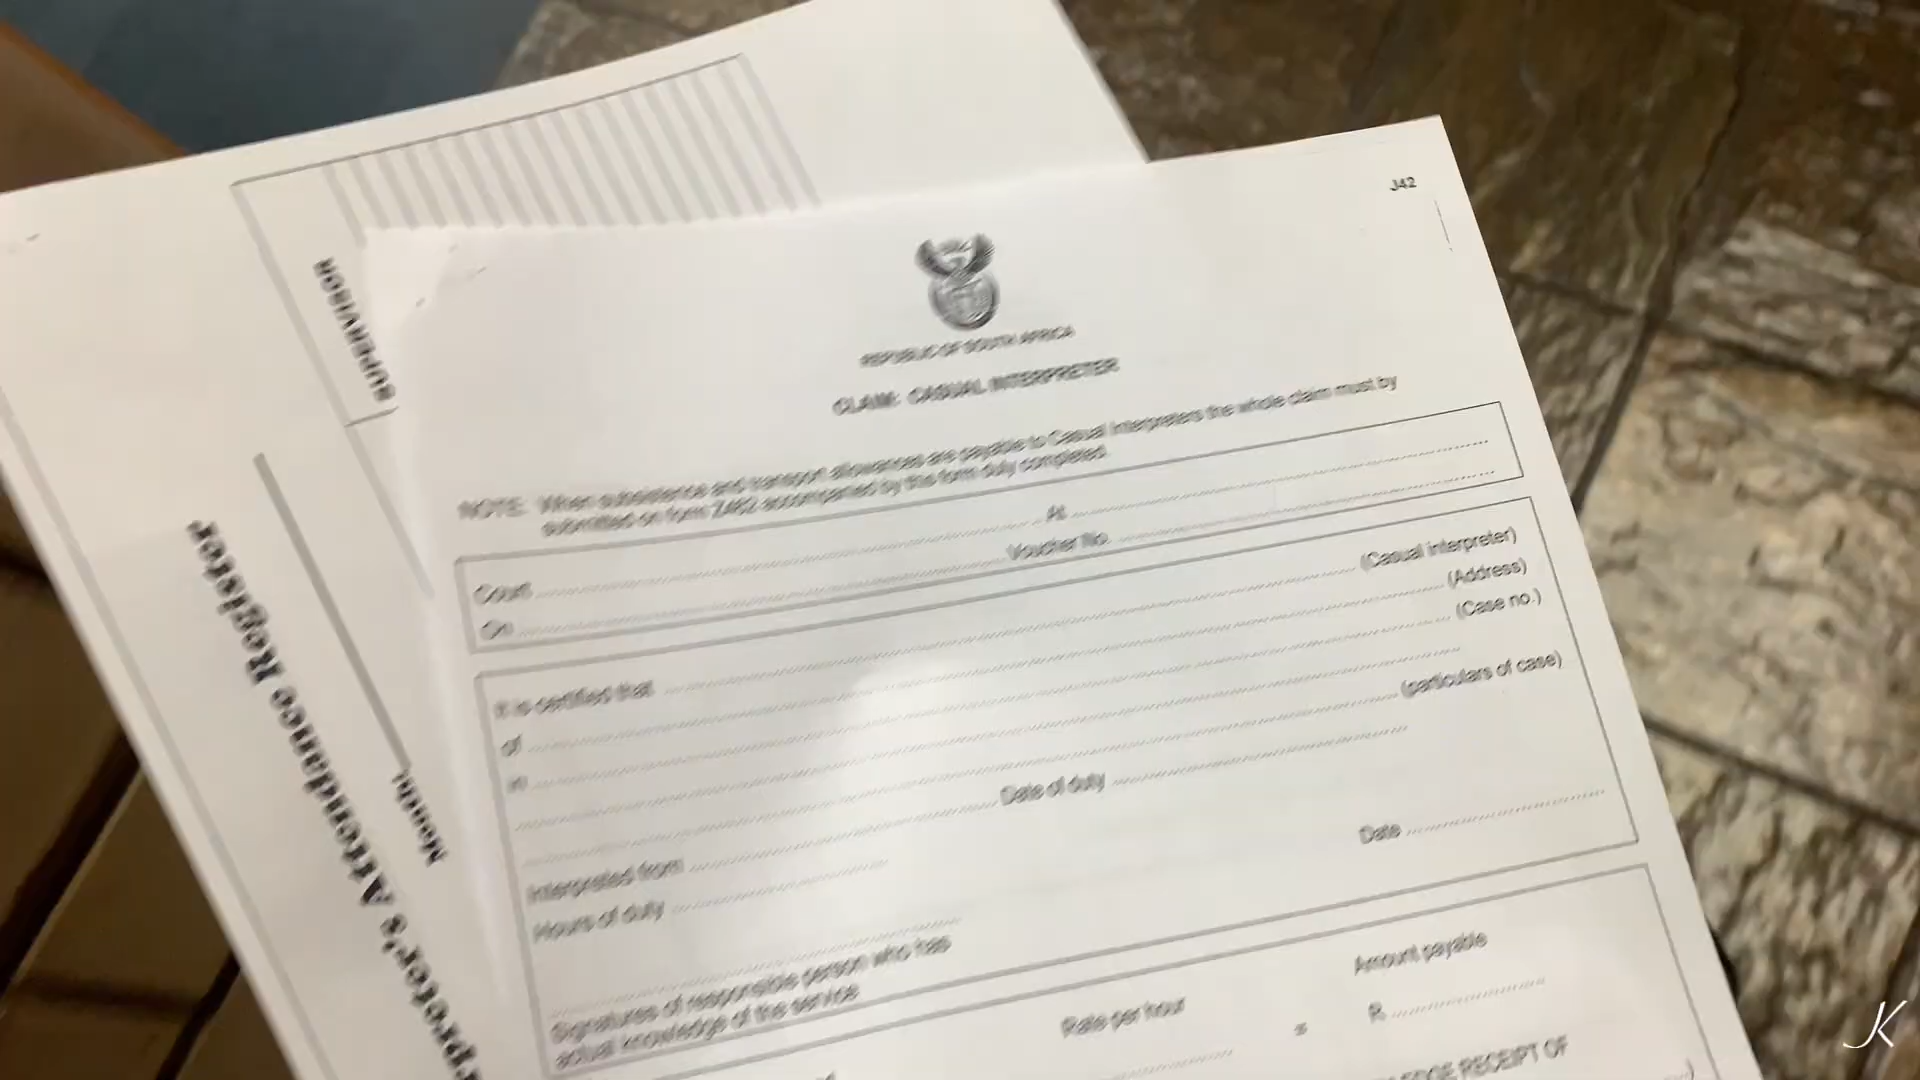 J42
REPUBLIC OF SOUTH AFRICA
CLAIM: CASUAL INTERPRETER
NOTE: When subsistence and transport allowances are payable to Casual Interpreters the whole claim must by
submitted on form Z462 accompanied by this form duly completed.
Court ........ At ........
On ........ Voucher No. ........
It is certified that ........ (Casual interpreter)
of ........ (Address)
in ........ (Case no.)
........ (particulars of case)
Interpreted from ........ Date of duty ........
Hours of duty ........
Date ........
Signatures of responsible person who has
actual knowledge of the service
Rate per hour = Amount payable
R ........
RECEIPT OF
SUPERVISOR
Month:
Attendance Register
JK